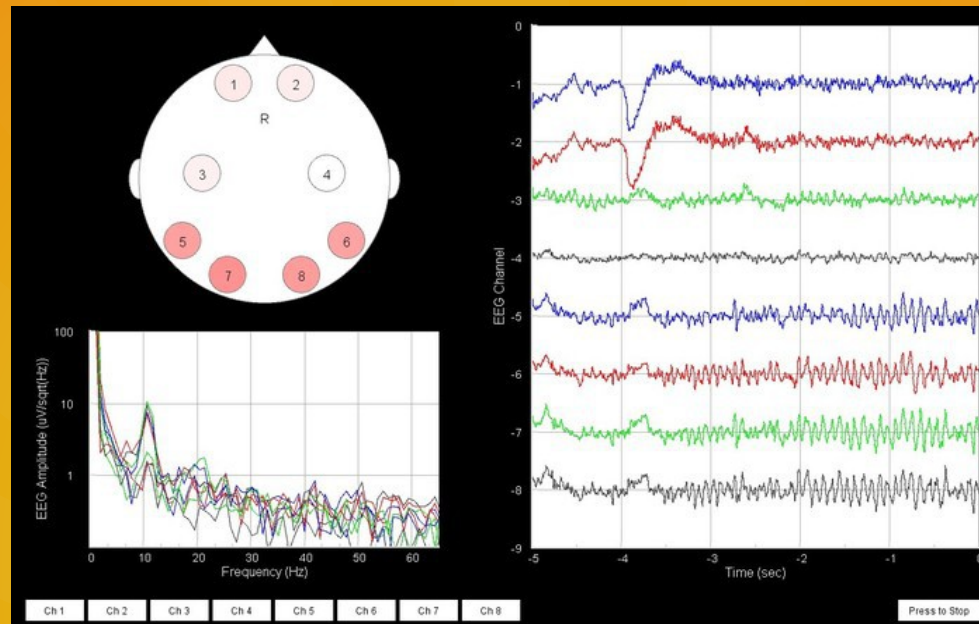 1
2
R
3
4
5
6
7
8
EEG Amplitude (uV/sqrt(Hz))
100
10
1
0
10
20
30
40
50
60
Frequency (Hz)
EEG Channel
0
-1
-2
-3
-4
-5
-6
-7
-8
-9
-5
-4
-3
-2
-1
Time (sec)
Ch 1
Ch 2
Ch 3
Ch 4
Ch 5
Ch 6
Ch 7
Ch 8
Press to Stop